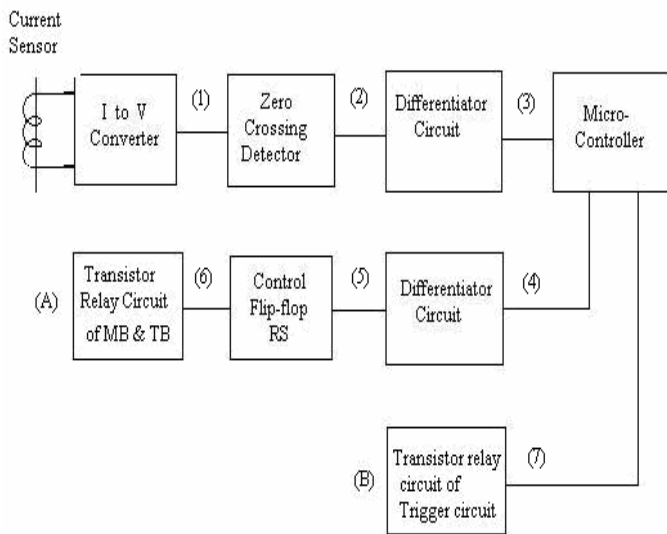 Current
Sensor
I to V
Converter
(1)
Zero
Crossing
Detector
(2)
Differentiator
Circuit
(3)
Micro-
Controller
(A)
Transistor
Relay Circuit
of MB & TB
(6)
Control
Flip-flop
RS
(5)
Differentiator
Circuit
(4)
(B)
Transistor relay
circuit of
Trigger circuit
(7)